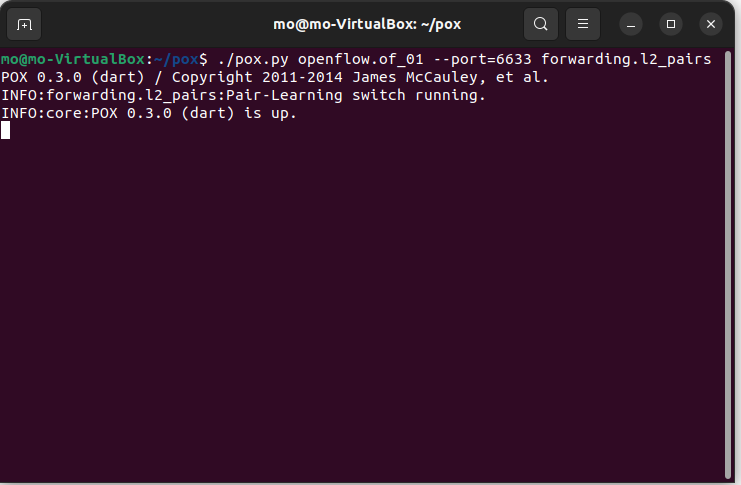 mo@mo-VirtualBox: ~/pox
mo@mo-VirtualBox:~/pox$ ./pox.py openflow.of_01 --port=6633 forwarding.l2_pairs
POX 0.3.0 (dart) / Copyright 2011-2014 James McCauley, et al.
INFO:forwarding.l2_pairs:Pair-Learning switch running.
INFO:core:POX 0.3.0 (dart) is up.